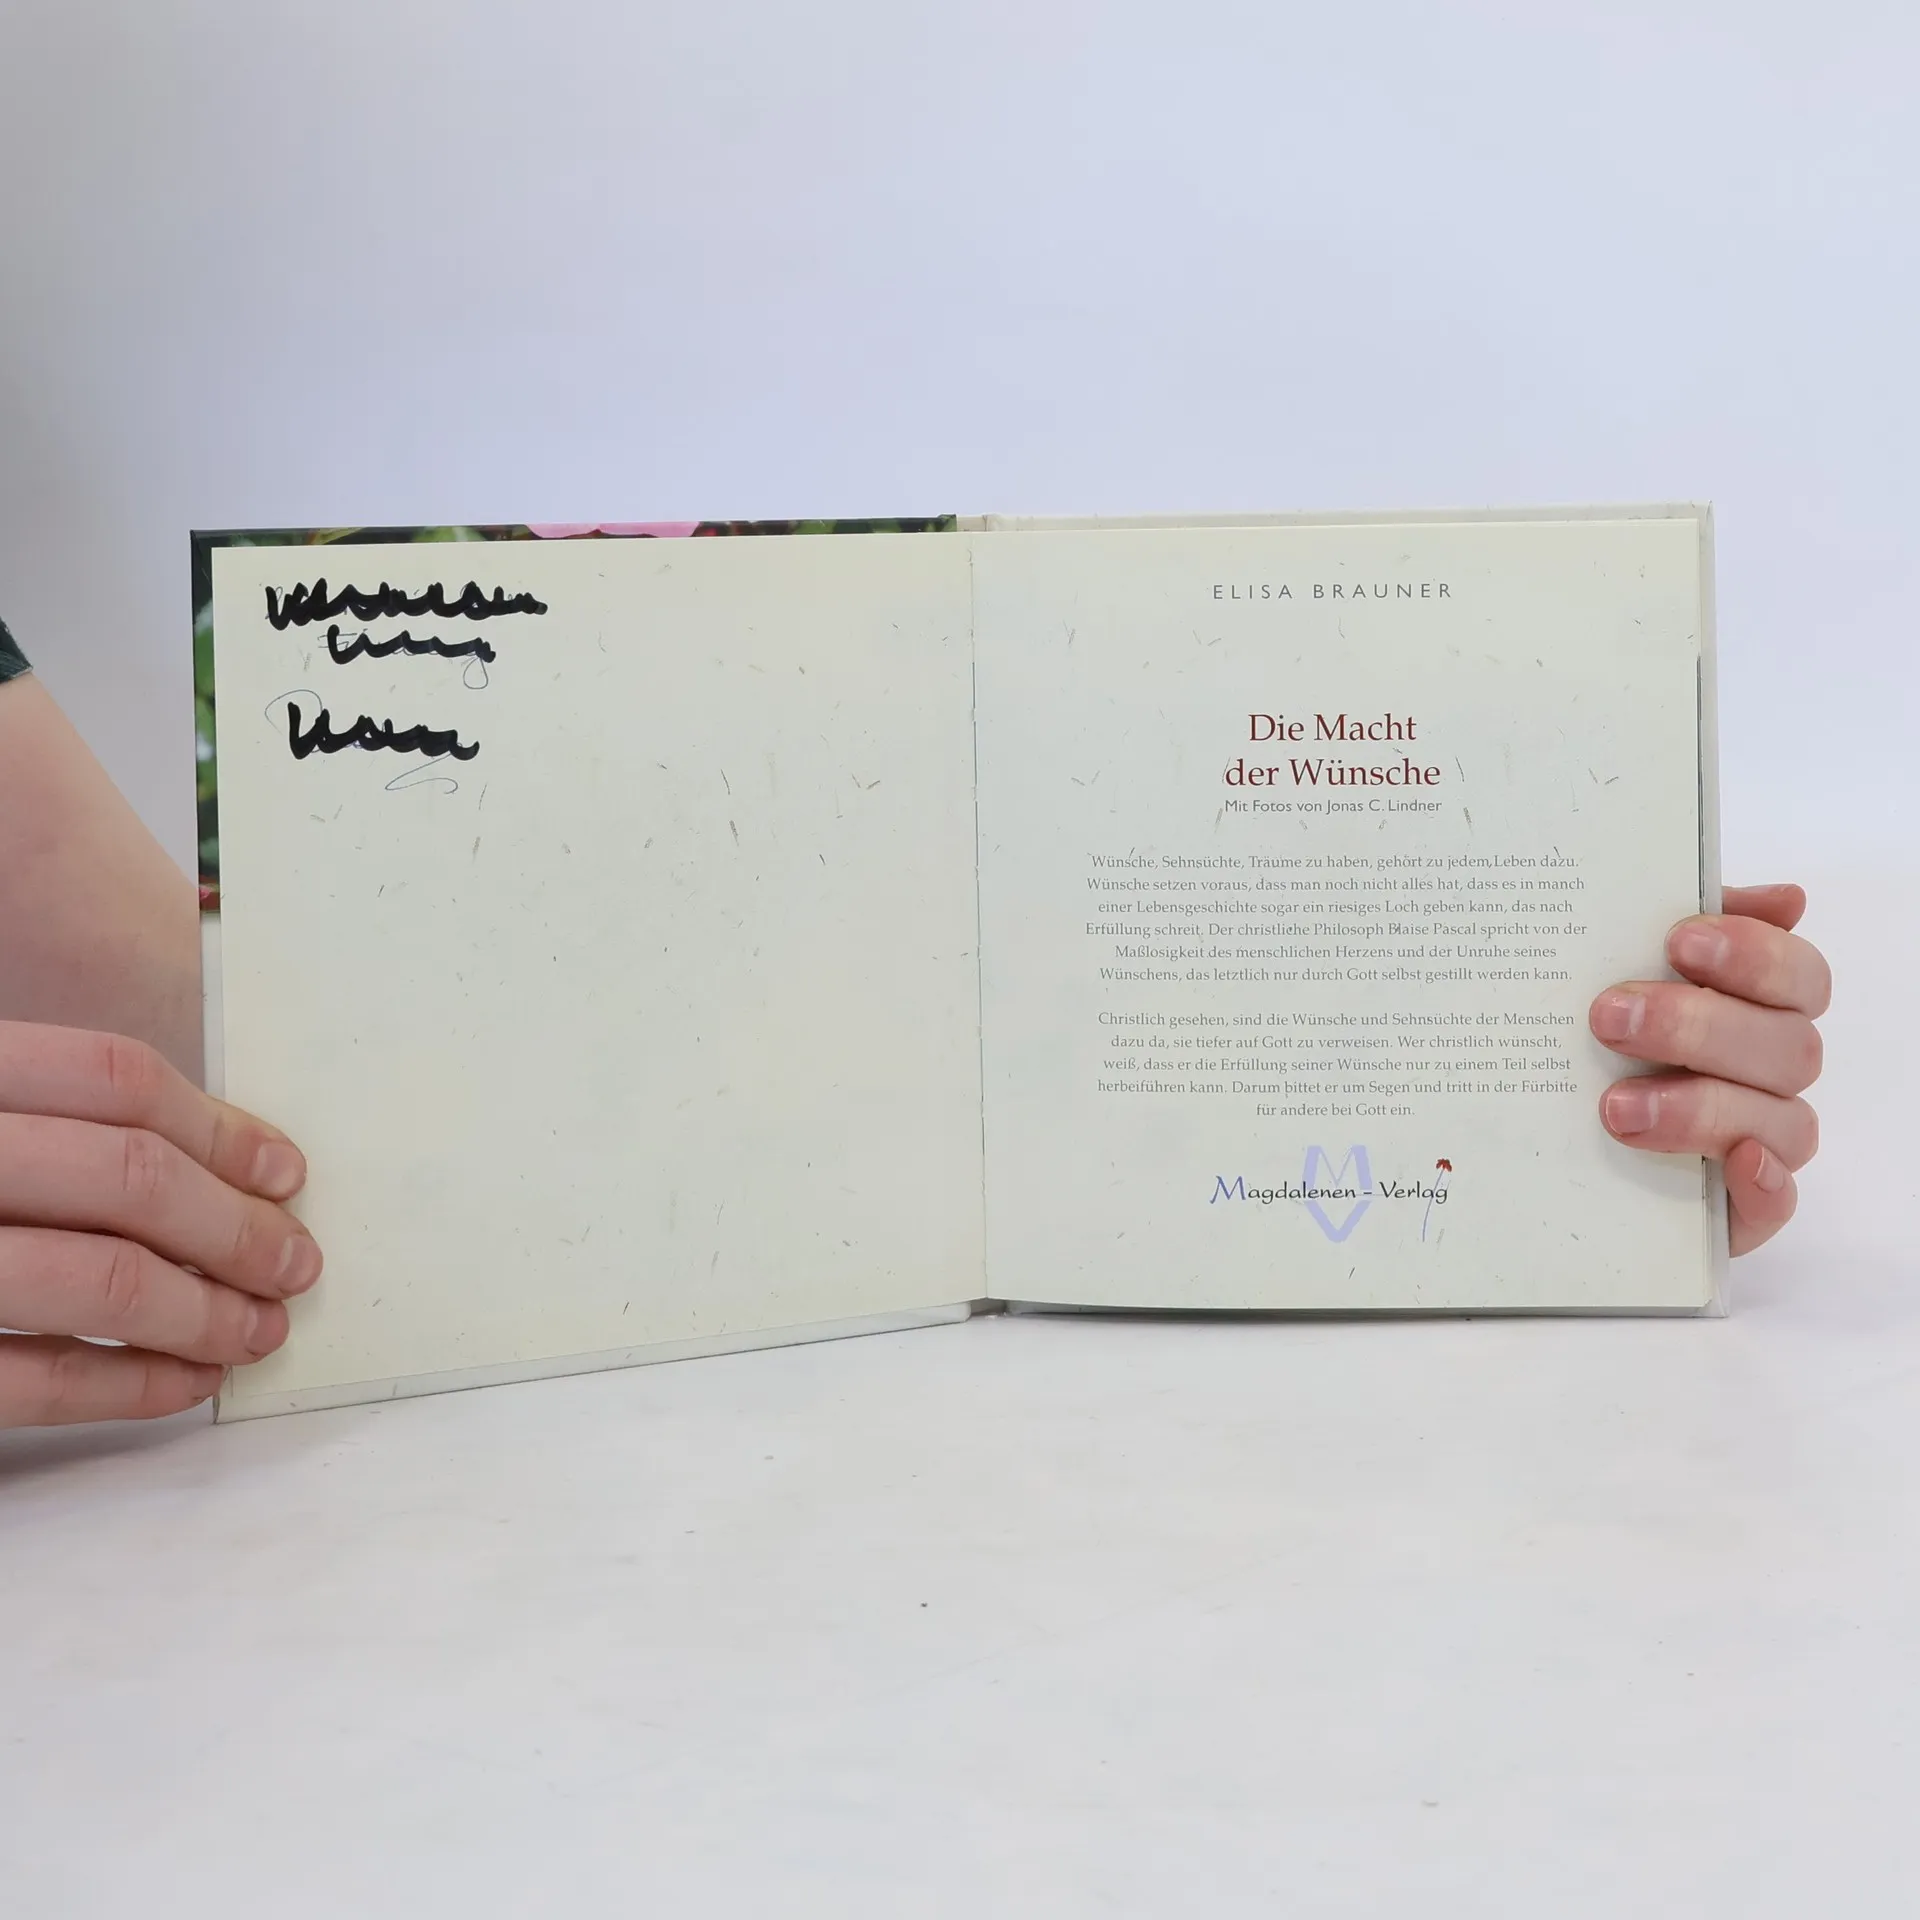 ELISA BRAUNER
Die Macht
der Wünsche
Mit Fotos von Jonas C. Lindner
Wünsche, Sehnsüchte, Träume zu haben, gehört zu jedem Leben dazu.
Wünsche setzen voraus, dass man noch nicht alles hat, dass es in manch
einer Lebensgeschichte sogar ein riesiges Loch geben kann, das nach
Erfüllung schreit. Der christliche Philosoph Blaise Pascal spricht von der
Maßlosigkeit des menschlichen Herzens und der Unruhe seines
Wünschens, das letztlich nur durch Gott selbst gestillt werden kann.
Christlich gesehen, sind die Wünsche und Sehnsüchte der Menschen
dazu da, sie tiefer auf Gott zu verweisen. Wer christlich wünscht,
weiß, dass er die Erfüllung seiner Wünsche nur zu einem Teil selbst
herbeiführen kann. Darum bittet er um Segen und tritt in der Fürbitte
für andere bei Gott ein.
Magdalenen - Verlag